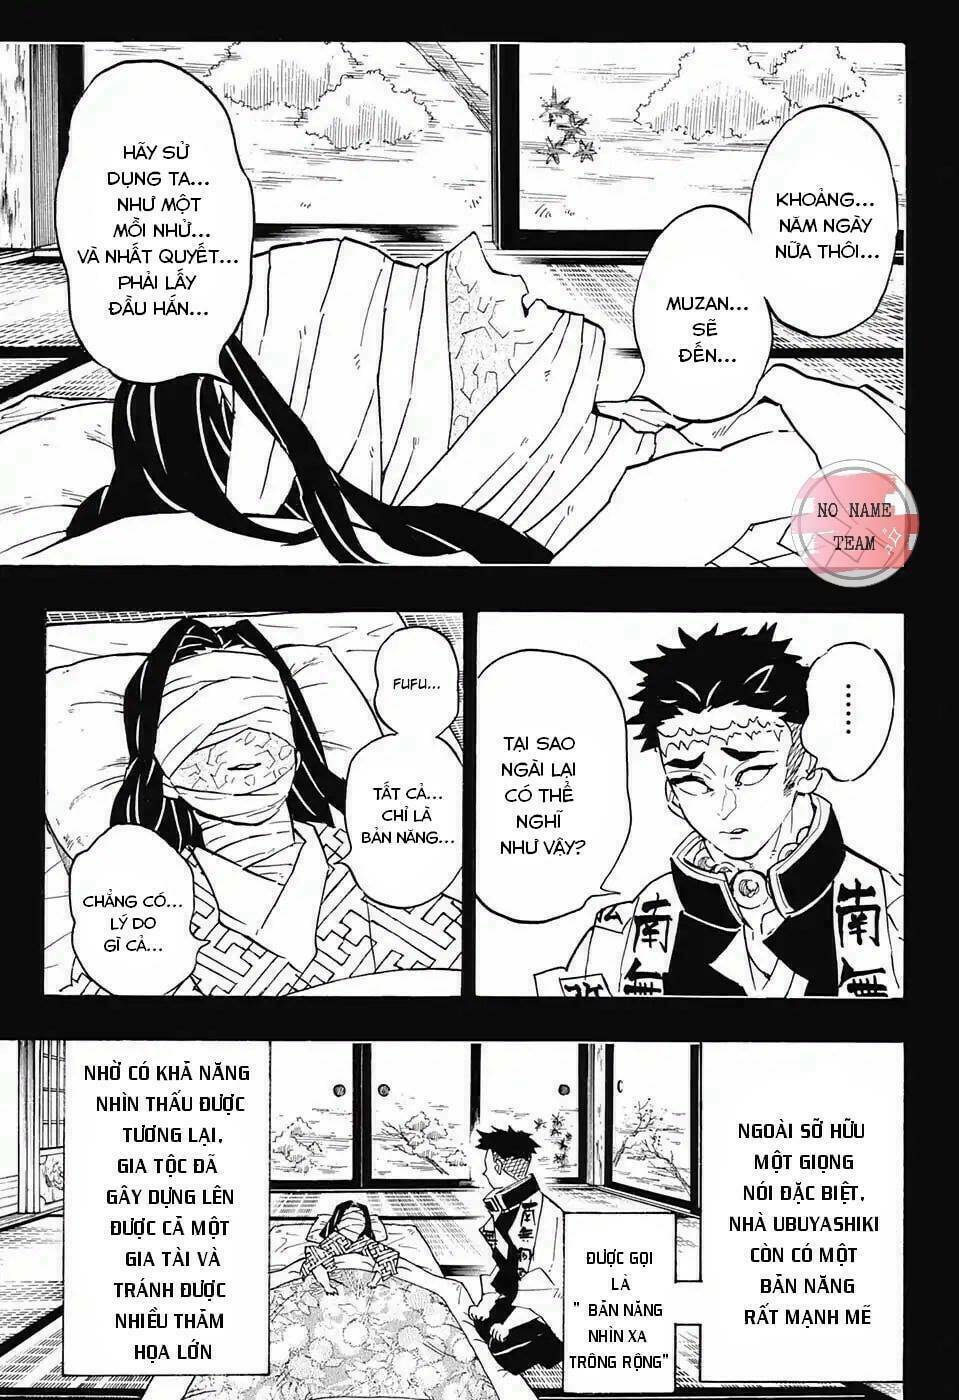 KHOẢNG...
NĂM NGÀY
NỮA THÔI...
MUZAN...
SẼ
ĐẾN...
HÃY SỬ
DỤNG TA...
NHƯ MỘT
MỒI NHỬ...
VÀ NHẤT QUYẾT...
PHẢI LẤY
ĐẦU HẮN...
NO NAME
TEAM
........
TẠI SAO
NGÀI LẠI
CÓ THỂ
NGHĨ
NHƯ VẬY?
南無
南無
FUFU...
TẤT CẢ...
CHỈ LÀ
BẢN NĂNG...
CHẲNG CÓ...
LÝ DO
GÌ CẢ...
NGOÀI SỠ HỮU
MỘT GIỌNG
NÓI ĐẶC BIỆT,
NHÀ UBUYASHIKI
CÒN CÓ MỘT
BẢN NĂNG
RẤT MẠNH MẼ
ĐƯỢC GỌI
LÀ
" BẢN NĂNG
NHÌN XA
TRÔNG RỘNG"
NHỜ CÓ KHẢ NĂNG
NHÌN THẤU ĐƯỢC
TƯƠNG LẠI,
GIA TỘC ĐÃ
GÂY DỰNG LÊN
ĐƯỢC CẢ MỘT
GIA TÀI VÀ
TRÁNH ĐƯỢC
NHIỀU THẢM
HỌA LỚN